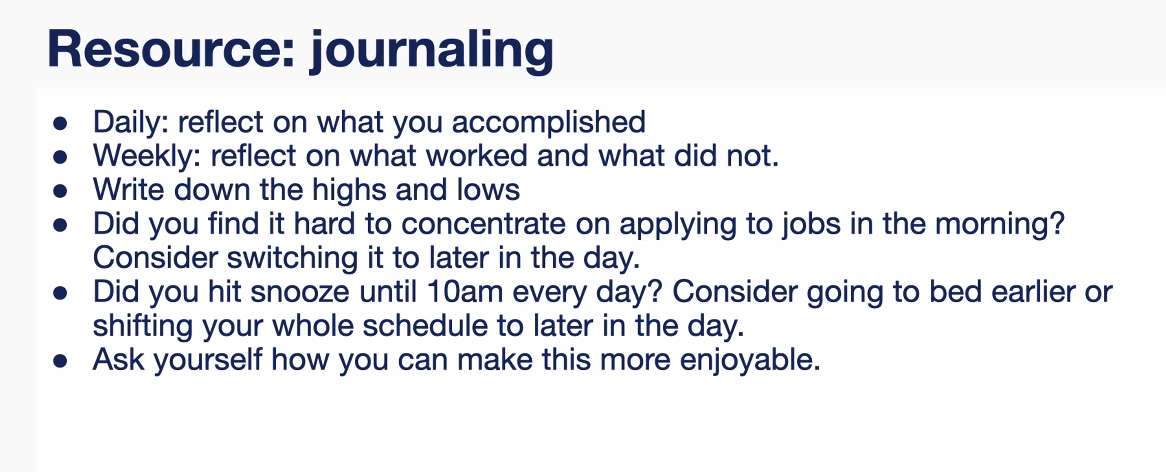 Resource: journaling
● Daily: reflect on what you accomplished
● Weekly: reflect on what worked and what did not.
● Write down the highs and lows
● Did you find it hard to concentrate on applying to jobs in the morning?
Consider switching it to later in the day.
● Did you hit snooze until 10am every day? Consider going to bed earlier or
shifting your whole schedule to later in the day.
● Ask yourself how you can make this more enjoyable.